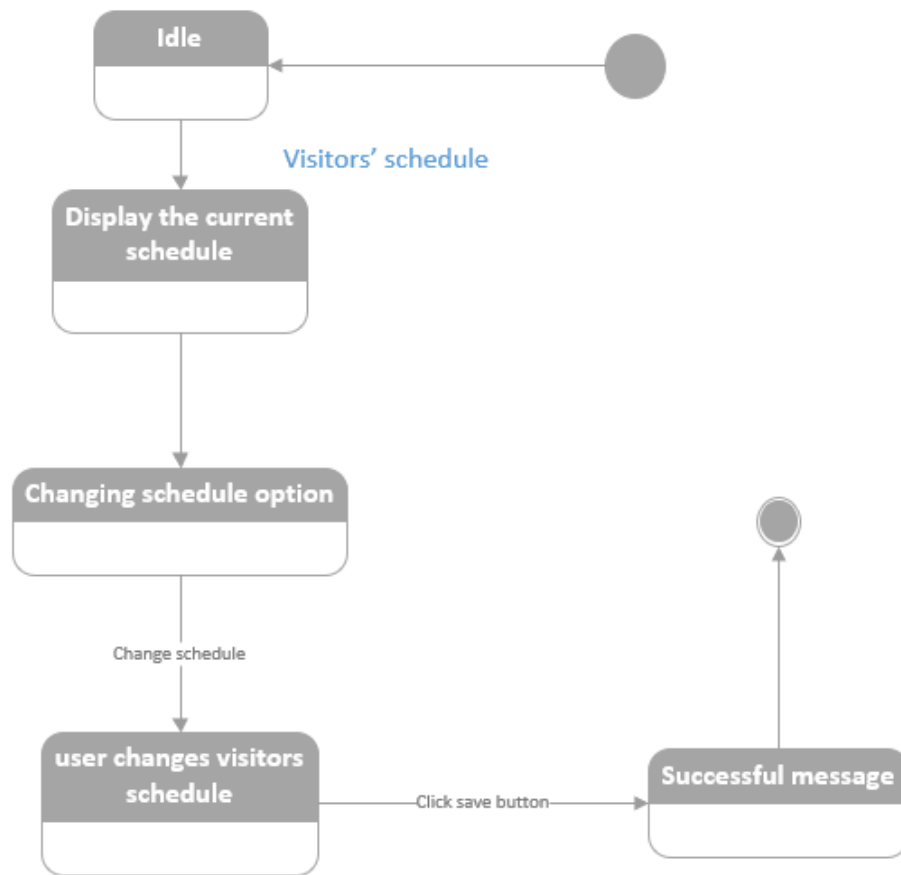 Idle
Visitors’ schedule
Display the current
schedule
Changing schedule option
Change schedule
user changes visitors
schedule
Click save button
Successful message